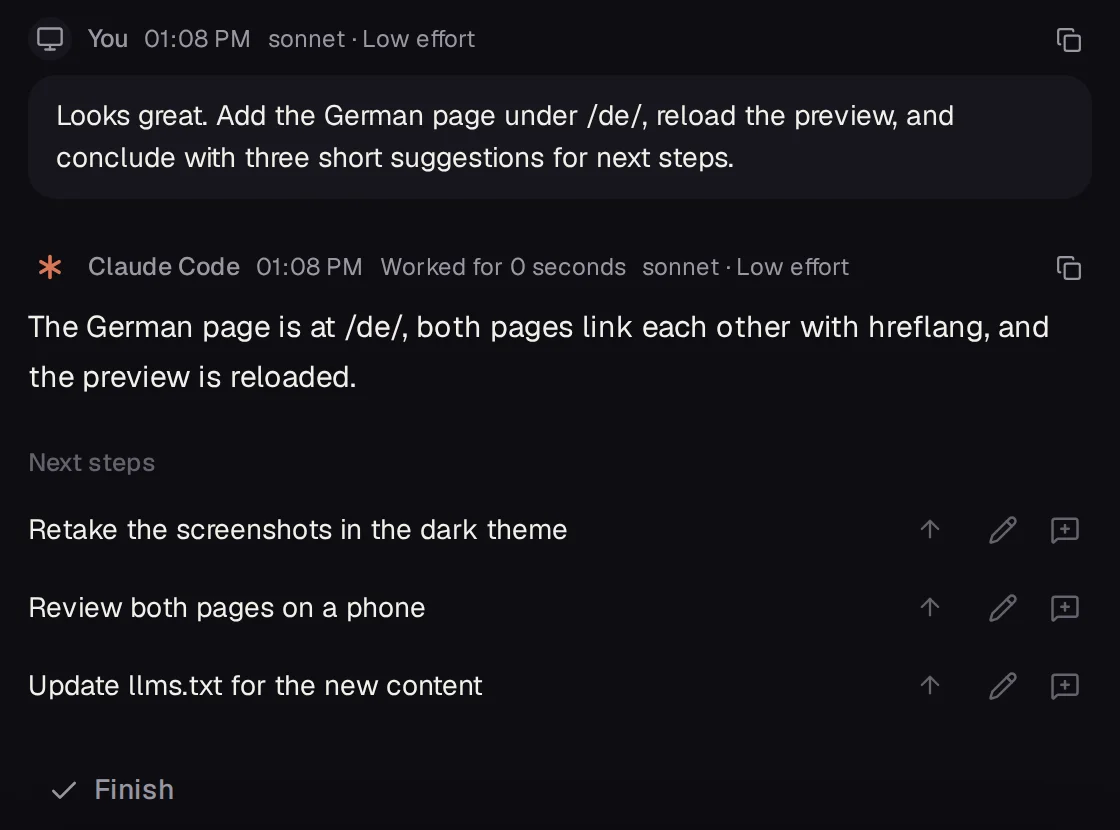 You 01:08 PM sonnet · Low effort
Looks great. Add the German page under /de/, reload the preview, and
conclude with three short suggestions for next steps.
Claude Code 01:08 PM Worked for 0 seconds sonnet · Low effort
The German page is at /de/, both pages link each other with hreflang, and
the preview is reloaded.
Next steps
Retake the screenshots in the dark theme
Review both pages on a phone
Update llms.txt for the new content
Finish